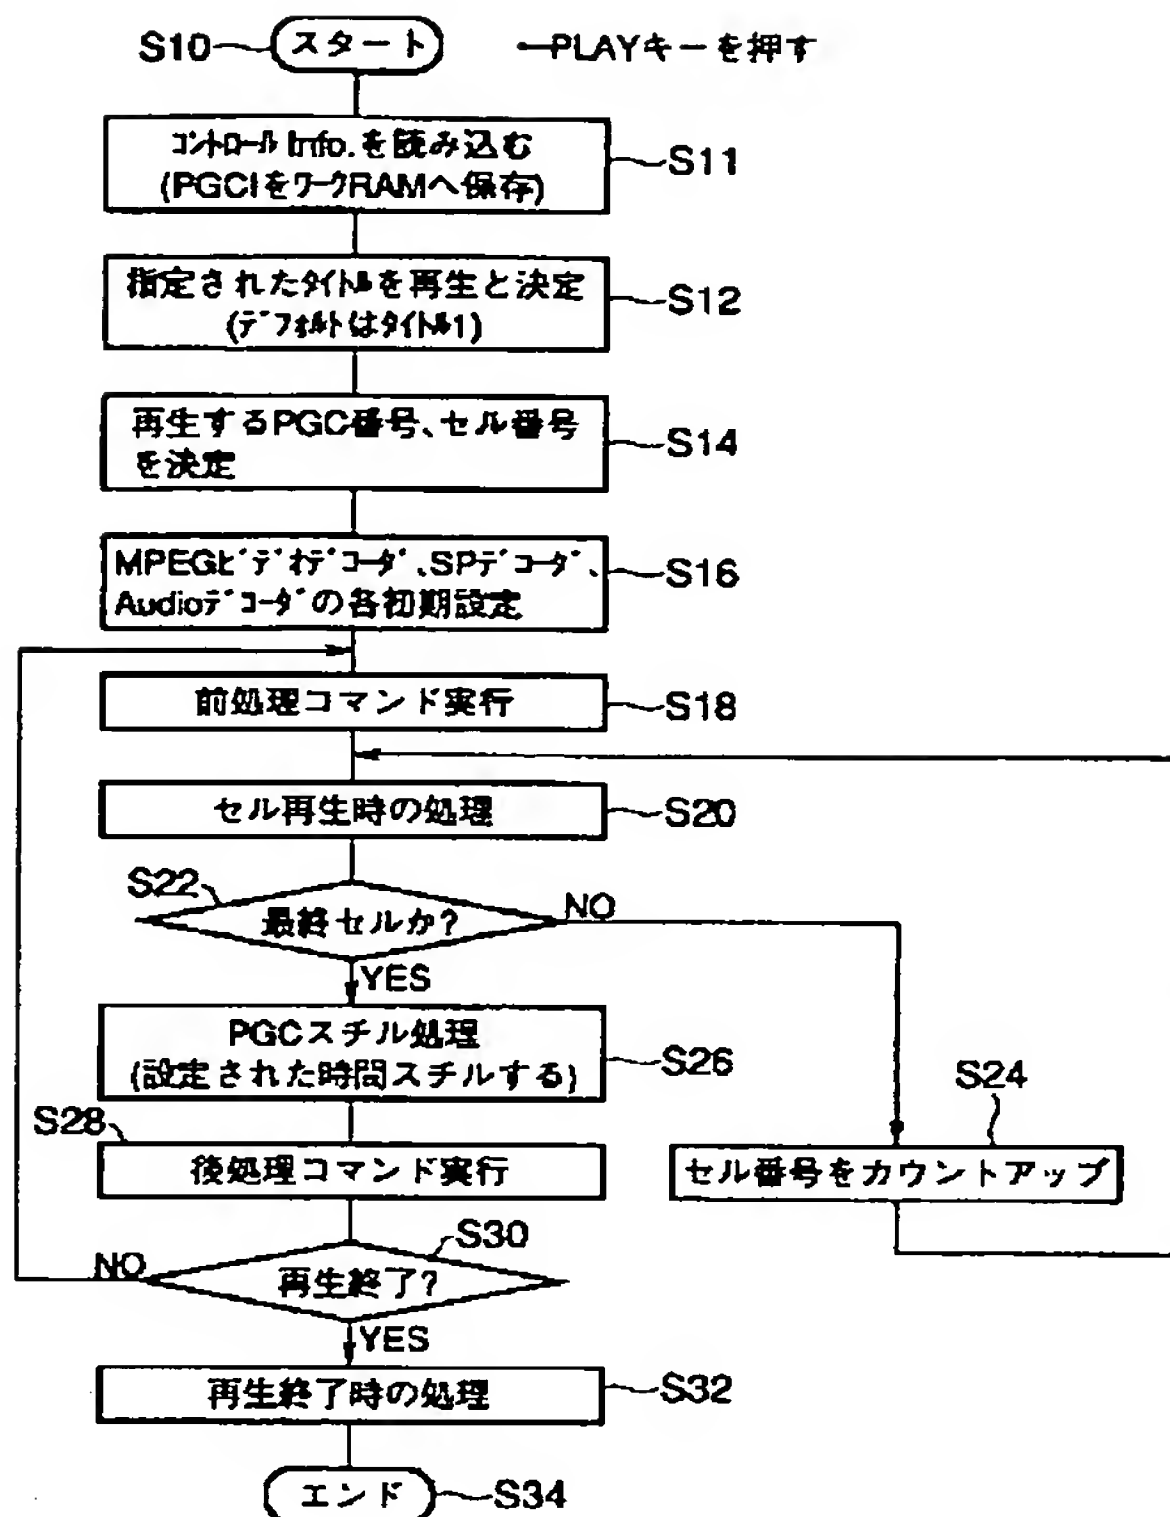 S10 スタート ←PLAYキーを押す
コントロール Info.を読み込む
(PGCIをワークRAMへ保存)
S11
指定されたタイトルを再生と決定
(デフォルトはタイトル1)
S12
再生するPGC番号、セル番号
を決定
S14
MPEGビデオデコーダ、SPデコーダ、
Audioデコーダの各初期設定
S16
前処理コマンド実行
S18
セル再生時の処理
S20
S22
最終セルか?
NO
YES
PGCスチル処理
(設定された時間スチルする)
S26
S24
セル番号をカウントアップ
S28
後処理コマンド実行
S30
再生終了?
NO
YES
再生終了時の処理
S32
エンド
S34